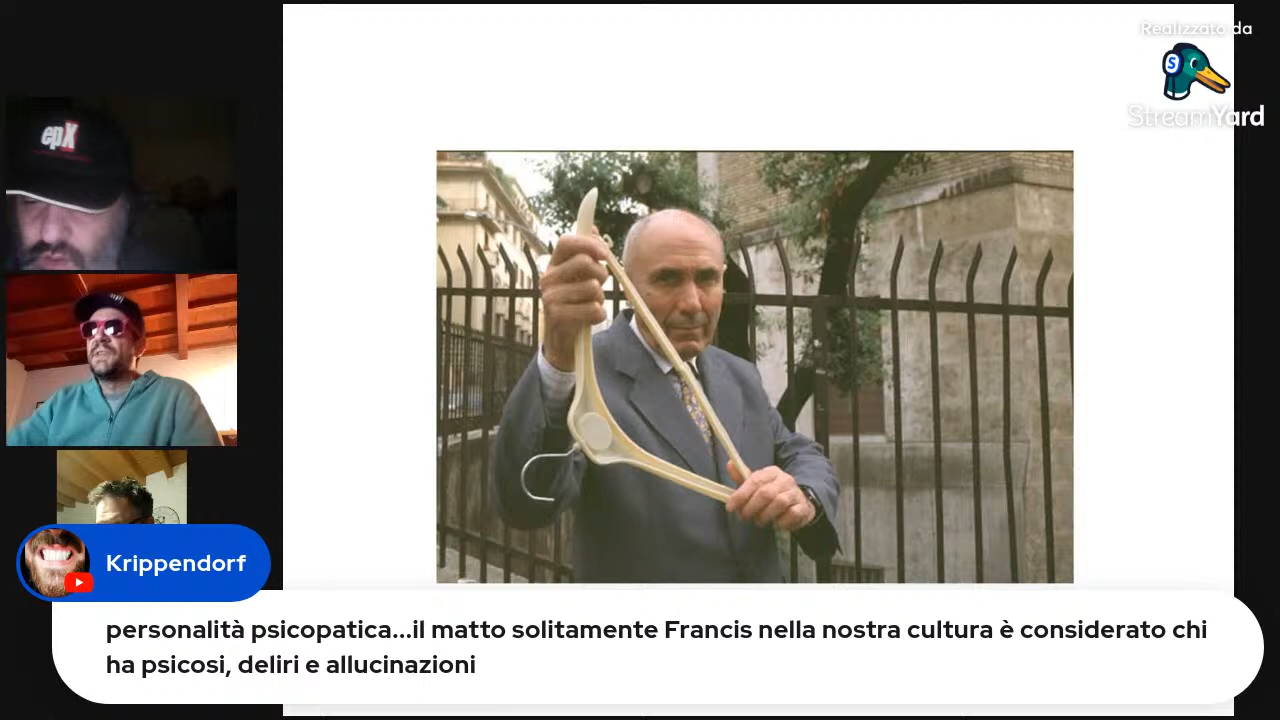 Realizzato da
S
StreamYard
epX
Krippendorf
personalità psicopatica...il matto solitamente Francis nella nostra cultura è considerato chi
ha psicosi, deliri e allucinazioni